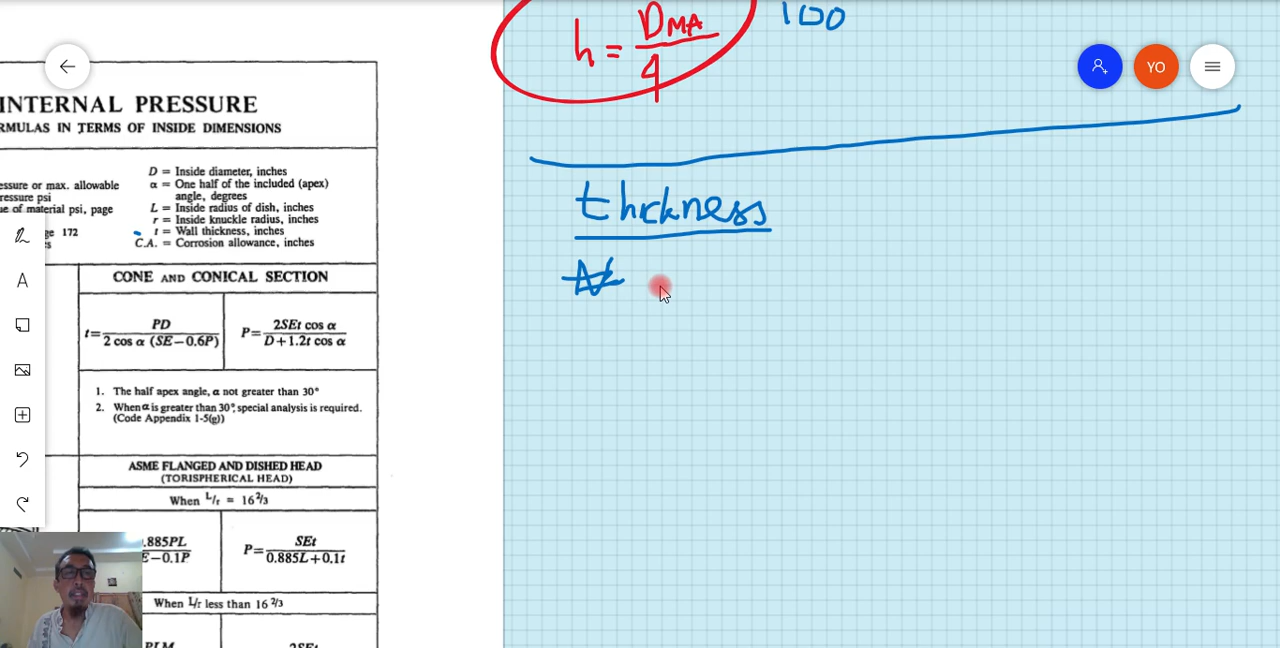 h = D_MA / 4
100
YO
INTERNAL PRESSURE
RMULAS IN TERMS OF INSIDE DIMENSIONS
essure or max. allowable
ressure psi
ue of material psi, page
ge 172
s
D = Inside diameter, inches
α = One half of the included (apex)
angle, degrees
L = Inside radius of dish, inches
r = Inside knuckle radius, inches
t = Wall thickness, inches
C.A. = Corrosion allowance, inches
thickness
CONE AND CONICAL SECTION
t = PD / 2 cos α (SE−0.6P)
P = 2SEt cos α / D+1.2t cos α
1. The half apex angle, α not greater than 30°
2. When α is greater than 30°, special analysis is required.
(Code Appendix 1-5(g))
ASME FLANGED AND DISHED HEAD
(TORISPHERICAL HEAD)
When L/r = 16 2/3
.885PL
E−0.1P
P = SEt / 0.885L+0.1t
When L/r less than 16 2/3
PLM
2SEt